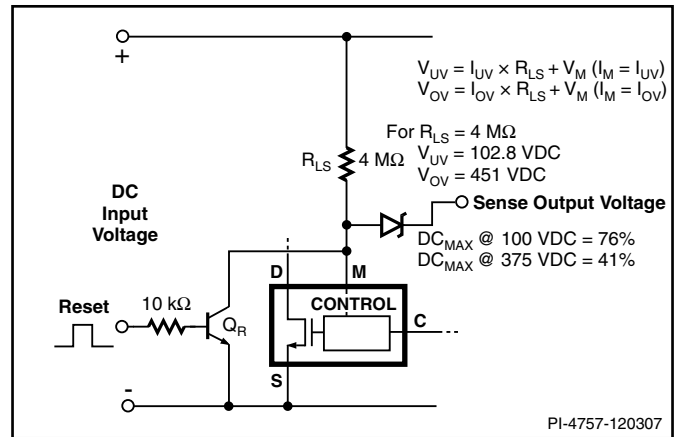 +
V_UV = I_UV × R_LS + V_M (I_M = I_UV)
V_OV = I_OV × R_LS + V_M (I_M = I_OV)
For R_LS = 4 MΩ
V_UV = 102.8 VDC
V_OV = 451 VDC
R_LS
4 MΩ
DC
Input
Voltage
Sense Output Voltage
DC_MAX @ 100 VDC = 76%
DC_MAX @ 375 VDC = 41%
D
M
CONTROL
C
Reset
10 kΩ
Q_R
S
-
PI-4757-120307